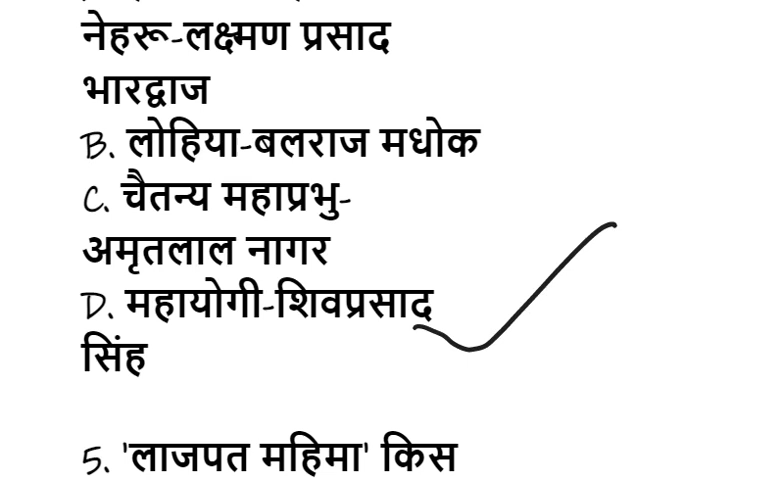 नेहरू-लक्ष्मण प्रसाद
भारद्वाज
B. लोहिया-बलराज मधोक
C. चैतन्य महाप्रभु-
अमृतलाल नागर
D. महायोगी-शिवप्रसाद
सिंह
5. 'लाजपत महिमा' किस